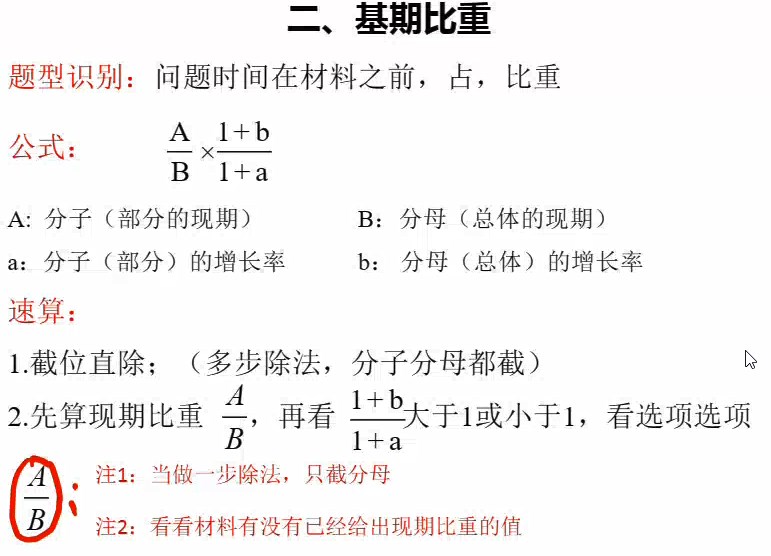 二、基期比重
题型识别：问题时间在材料之前，占，比重
公式： A/B × (1+b)/(1+a)
A：分子（部分的现期） B：分母（总体的现期）
a：分子（部分）的增长率 b： 分母（总体）的增长率
速算：
1.截位直除；（多步除法，分子分母都截）
2.先算现期比重 A/B，再看 (1+b)/(1+a) 大于1或小于1，看选项选项
A/B： 注1：当做一步除法，只截分母
注2：看看材料有没有已经给出现期比重的值